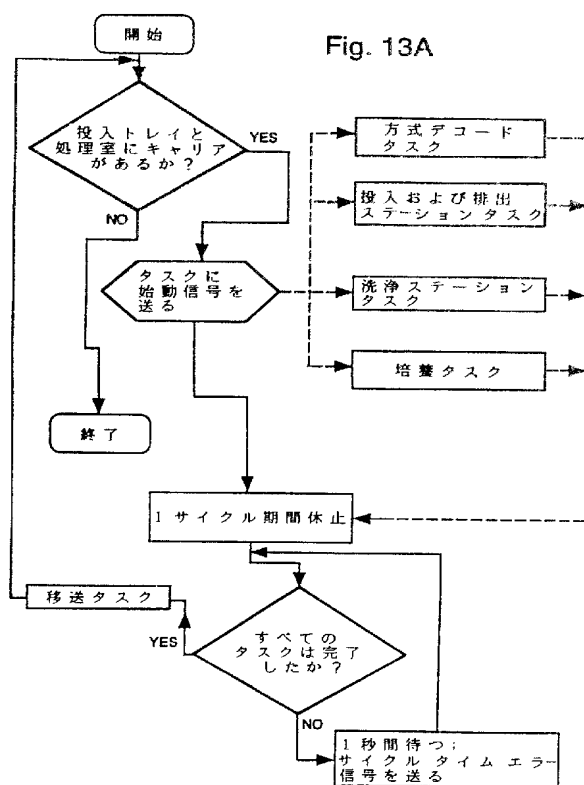 Fig. 13A
開始
投入トレイと
処理室にキャリア
があるか？
YES
NO
タスクに
始動信号を
送る
方式デコード
タスク
投入および排出
ステーションタスク
洗浄ステーション
タスク
培養タスク
終了
1サイクル期間休止
移送タスク
YES
すべての
タスクは完了
したか？
NO
1秒間待つ；
サイクル タイム エラー
信号を送る